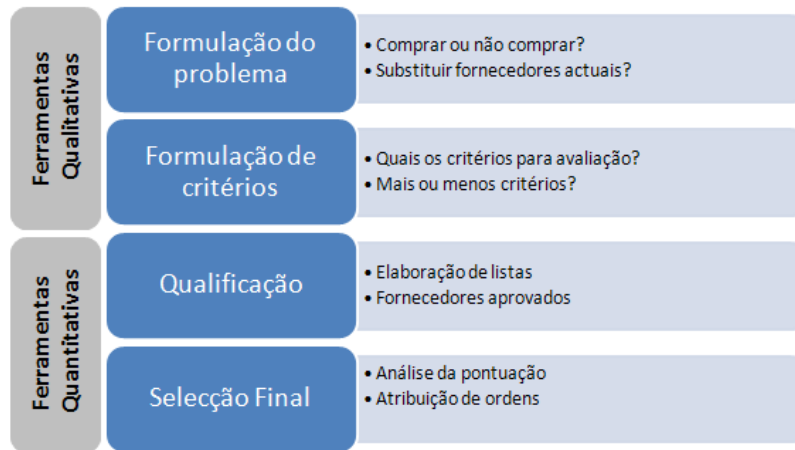 Ferramentas
Qualitativas
Formulação do
problema
• Comprar ou não comprar?
• Substituir fornecedores actuais?
Formulação de
critérios
• Quais os critérios para avaliação?
• Mais ou menos critérios?
Ferramentas
Quantitativas
Qualificação
• Elaboração de listas
• Fornecedores aprovados
Selecção Final
• Análise da pontuação
• Atribuição de ordens